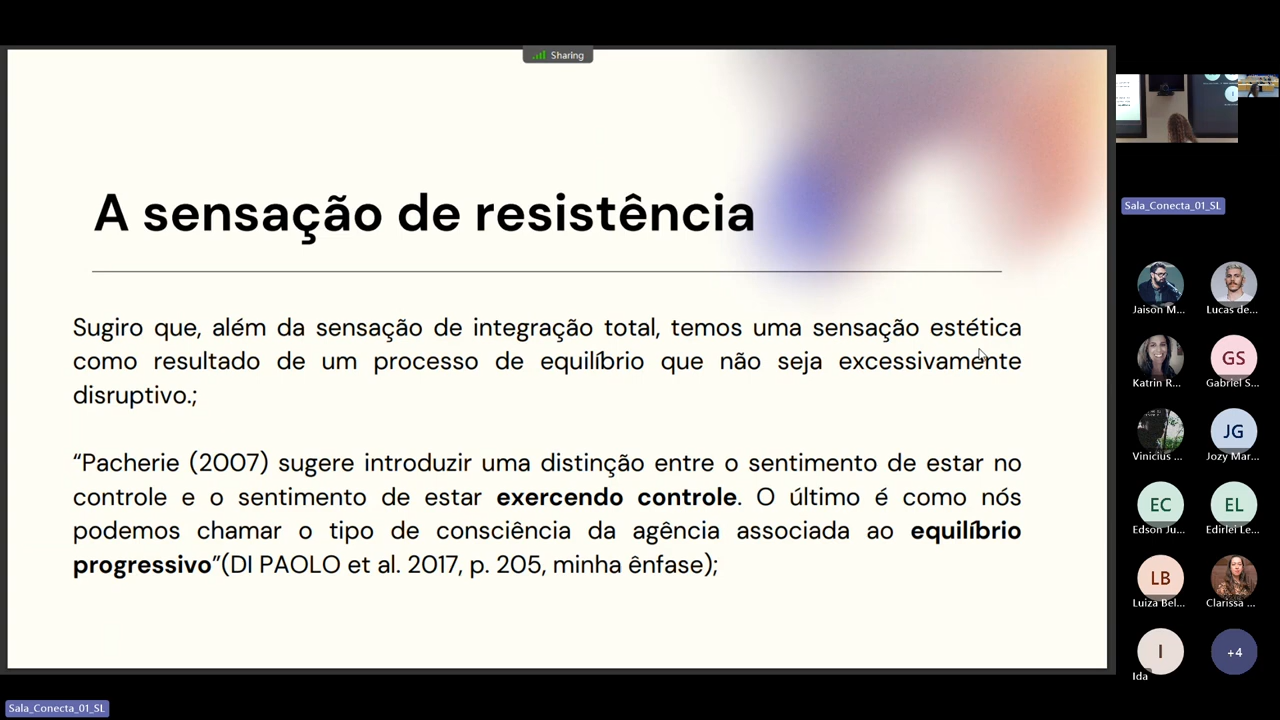 Sharing
A sensação de resistência
Sugiro que, além da sensação de integração total, temos uma sensação estética
como resultado de um processo de equilíbrio que não seja excessivamente
disruptivo.;
“Pacherie (2007) sugere introduzir uma distinção entre o sentimento de estar no
controle e o sentimento de estar exercendo controle. O último é como nós
podemos chamar o tipo de consciência da agência associada ao equilíbrio
progressivo”(DI PAOLO et al. 2017, p. 205, minha ênfase);
Sala_Conecta_01_SL
Jaison M...
Lucas de...
Katrin R...
GS
Gabriel S...
Vinicius ...
JG
Jozy Mar...
EC
Edson Ju...
EL
Edirlei Le...
LB
Luiza Bel...
Clarissa ...
I
Ida
+4
Sala_Conecta_01_SL